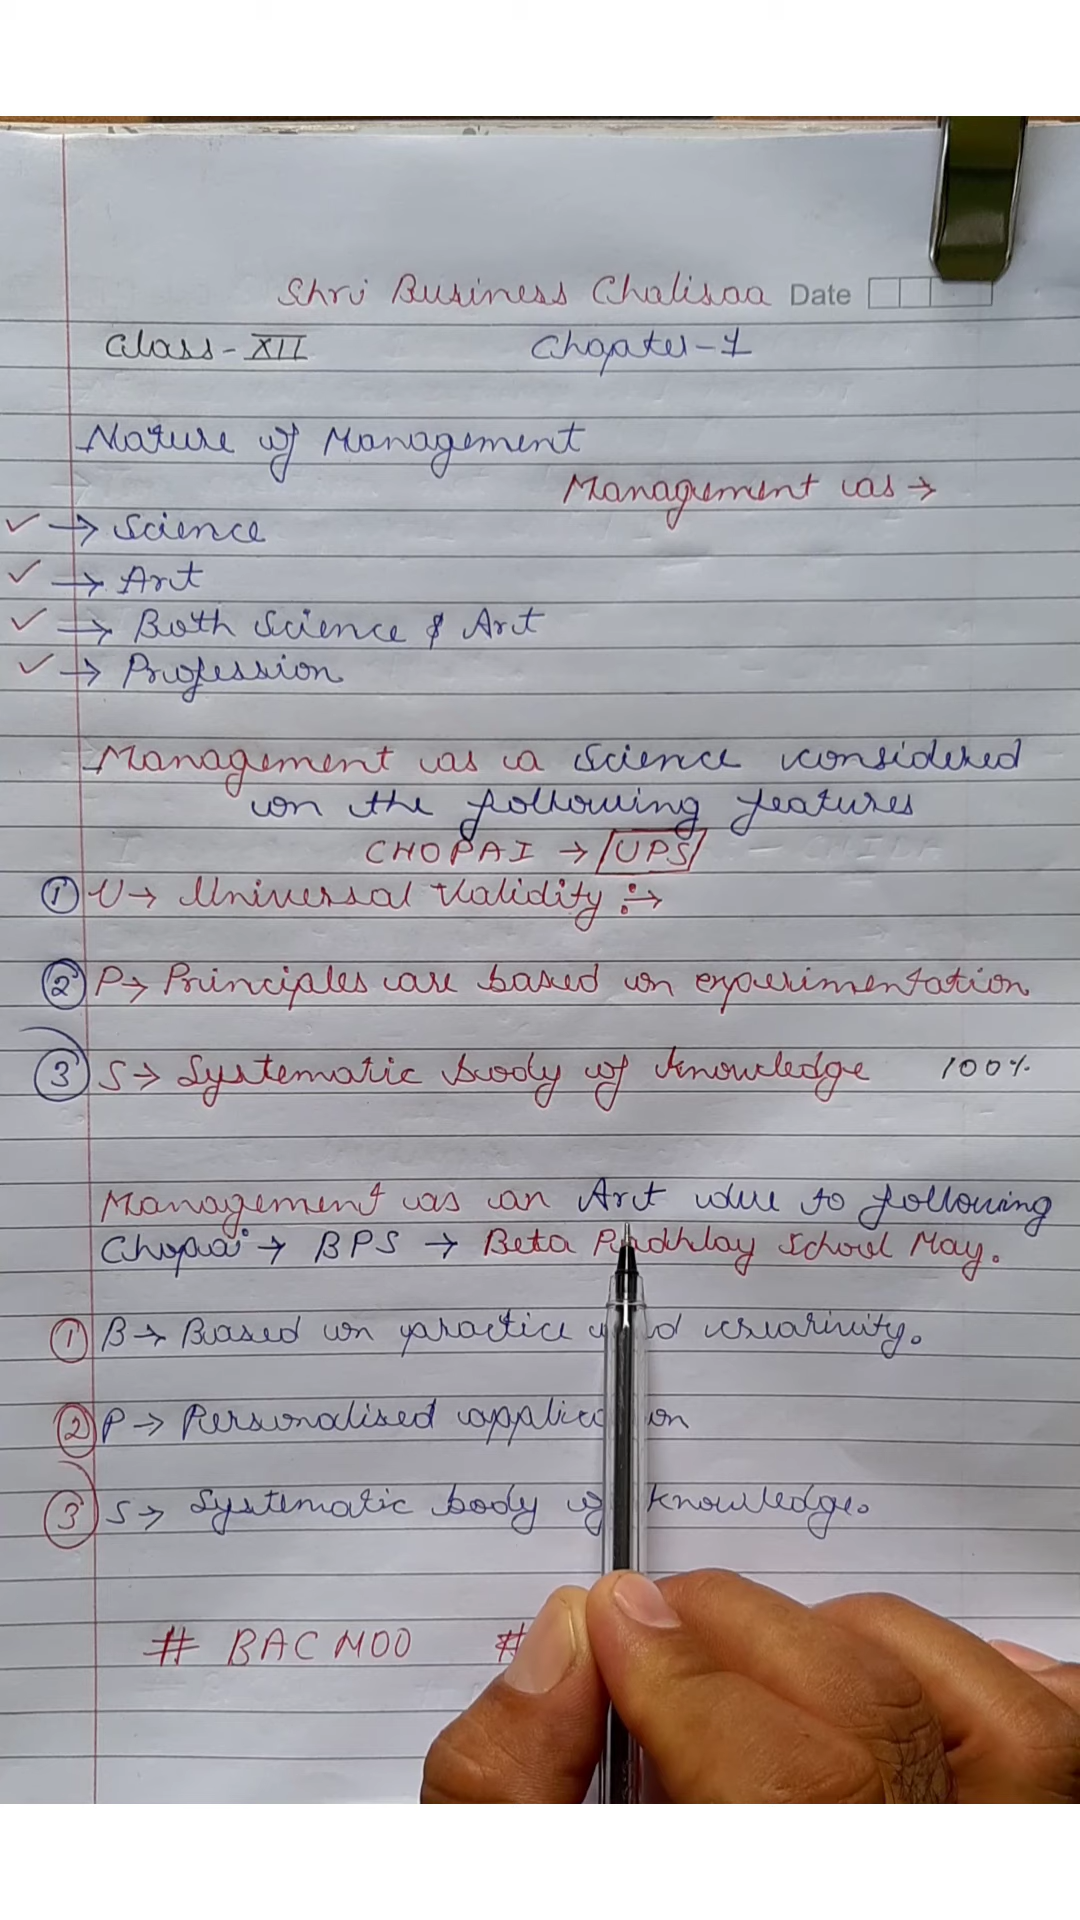 Shri Business Chalisaa Date
Class-XII Chapter-1
Nature of Management
Management as →
✓ → Science
✓ → Art
✓ → Both Science & Art
✓ → Profession
Management as a Science considered
on the following features
CHOPAI → UPS
① U → Universal Validity :→
② P → Principles are based on experimentation
③ S → Systematic body of knowledge 100%
Management as an Art due to following
Chopai → BPS → Beta Padhlay School May.
① B → Based on practice and creativity.
② P → Personalised application
③ S → Systematic body of knowledge.
# BACMOO #